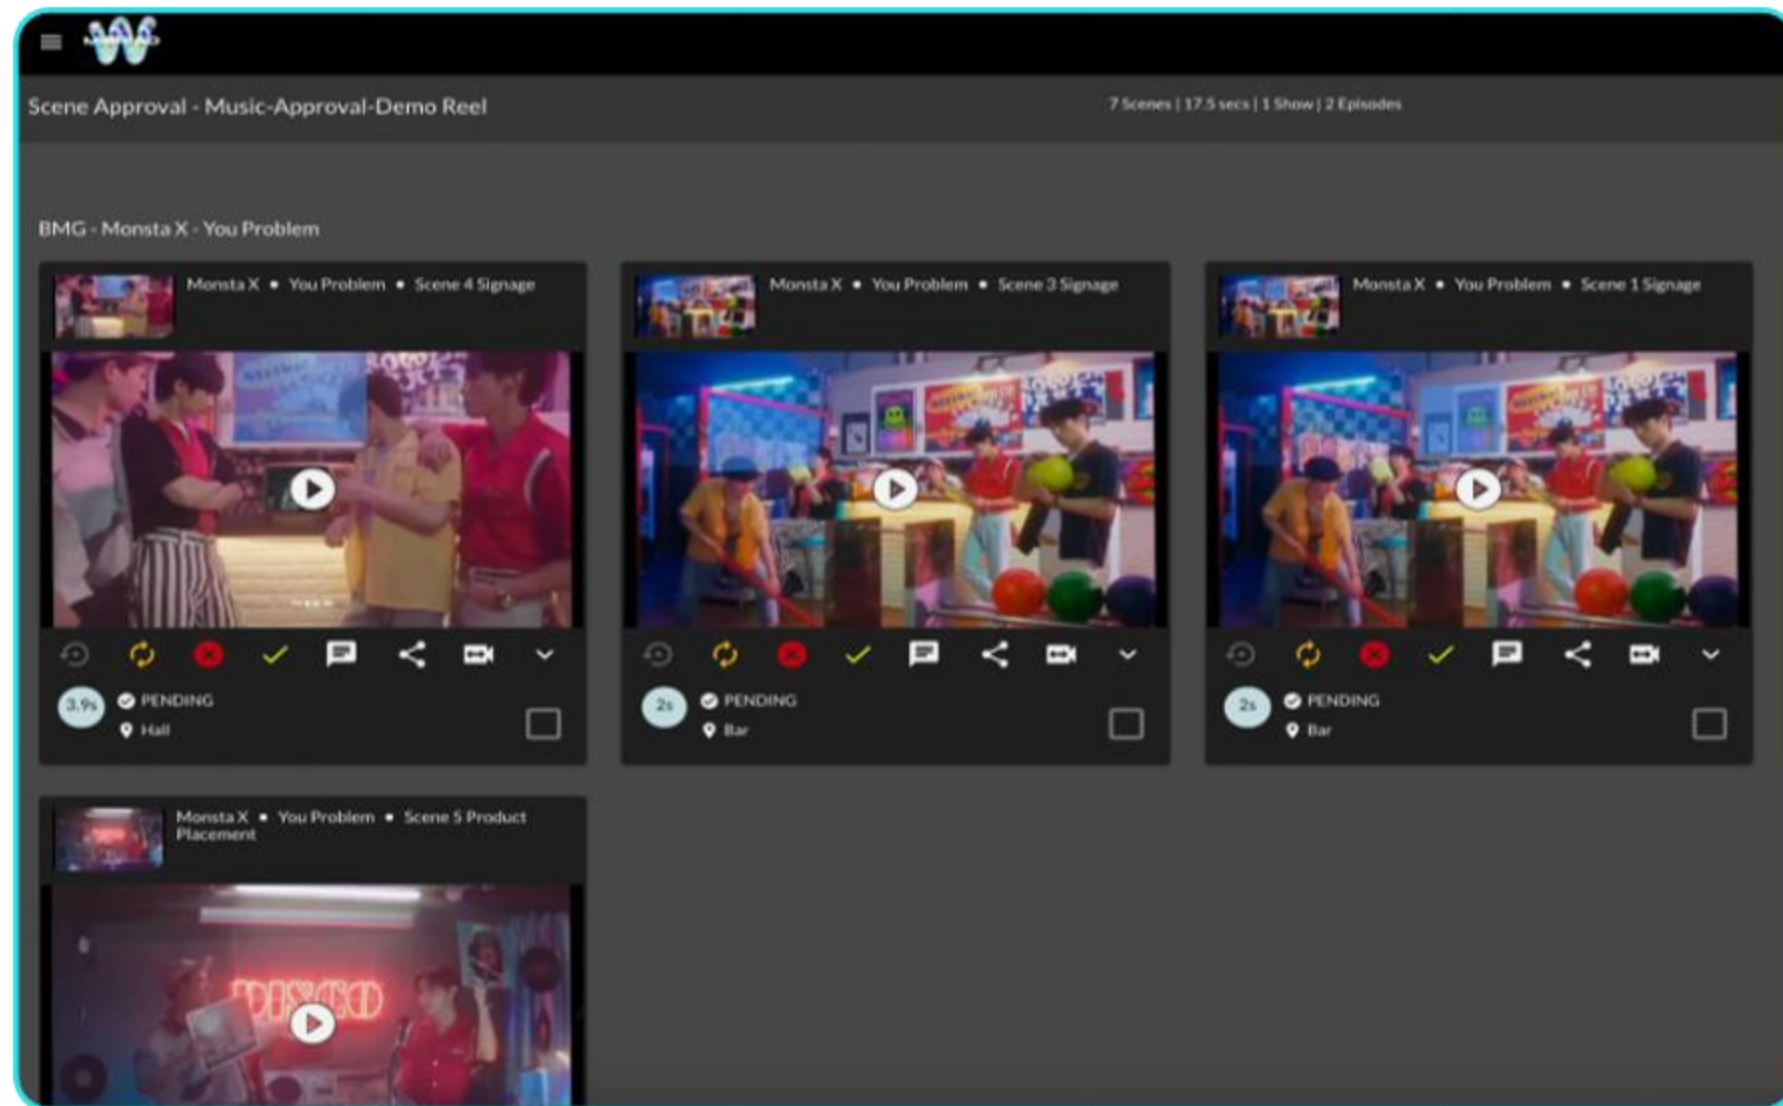 Scene Approval - Music-Approval-Demo Reel
7 Scenes | 17.5 secs | 1 Show | 2 Episodes
BMG - Monsta X - You Problem
Monsta X • You Problem • Scene 4 Signage
3.9s
PENDING
Hall
Monsta X • You Problem • Scene 3 Signage
2s
PENDING
Bar
Monsta X • You Problem • Scene 1 Signage
2s
PENDING
Bar
Monsta X • You Problem • Scene 5 Product
Placement
DISCO